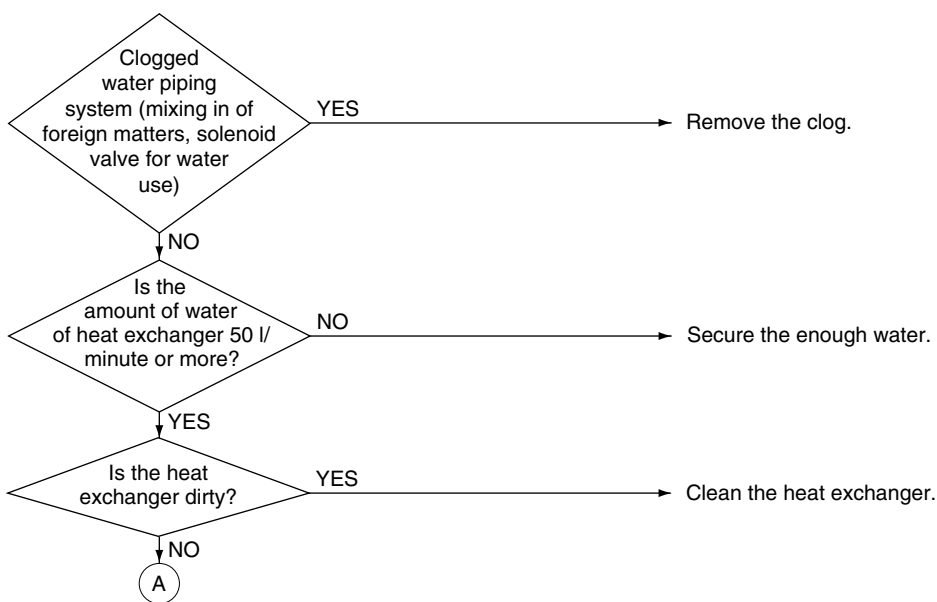 Clogged
water piping
system (mixing in of
foreign matters, solenoid
valve for water
use)
YES
Remove the clog.
NO
Is the
amount of water
of heat exchanger 50 l/
minute or more?
NO
Secure the enough water.
YES
Is the heat
exchanger dirty?
YES
Clean the heat exchanger.
NO
A